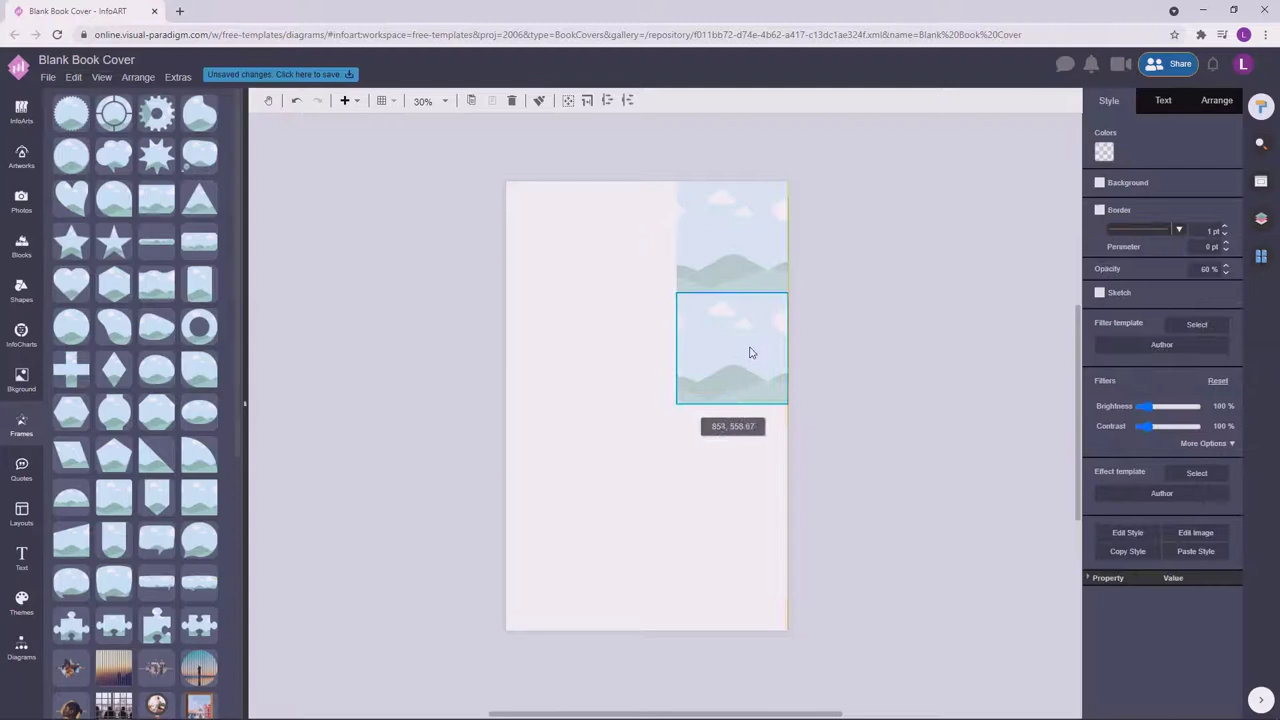 Blank Book Cover - InfoART
online.visual-paradigm.com/w/free-templates/diagrams/#infoart:workspace=free-templates&proj=2006&type=BookCovers&gallery=/repository/f011bb72-d74e-4b62-a417-c13dc1ae324f.xml&name=Blank%20Book%20Cover
L
Blank Book Cover
File Edit View Arrange Extras
Unsaved changes. Click here to save.
Share
L
30%
InfoArts
Artworks
Photos
Blocks
Shapes
InfoCharts
Bkground
Frames
Quotes
Layouts
Text
Themes
Diagrams
Style Text Arrange
Colors
Background
Border
1 pt
Perimeter 0 pt
Opacity 60 %
Sketch
Filter template Select
Author
Filters Reset
Brightness 100 %
Contrast 100 %
More Options ▼
Effect template Select
Author
Edit Style Edit Image
Copy Style Paste Style
Property Value